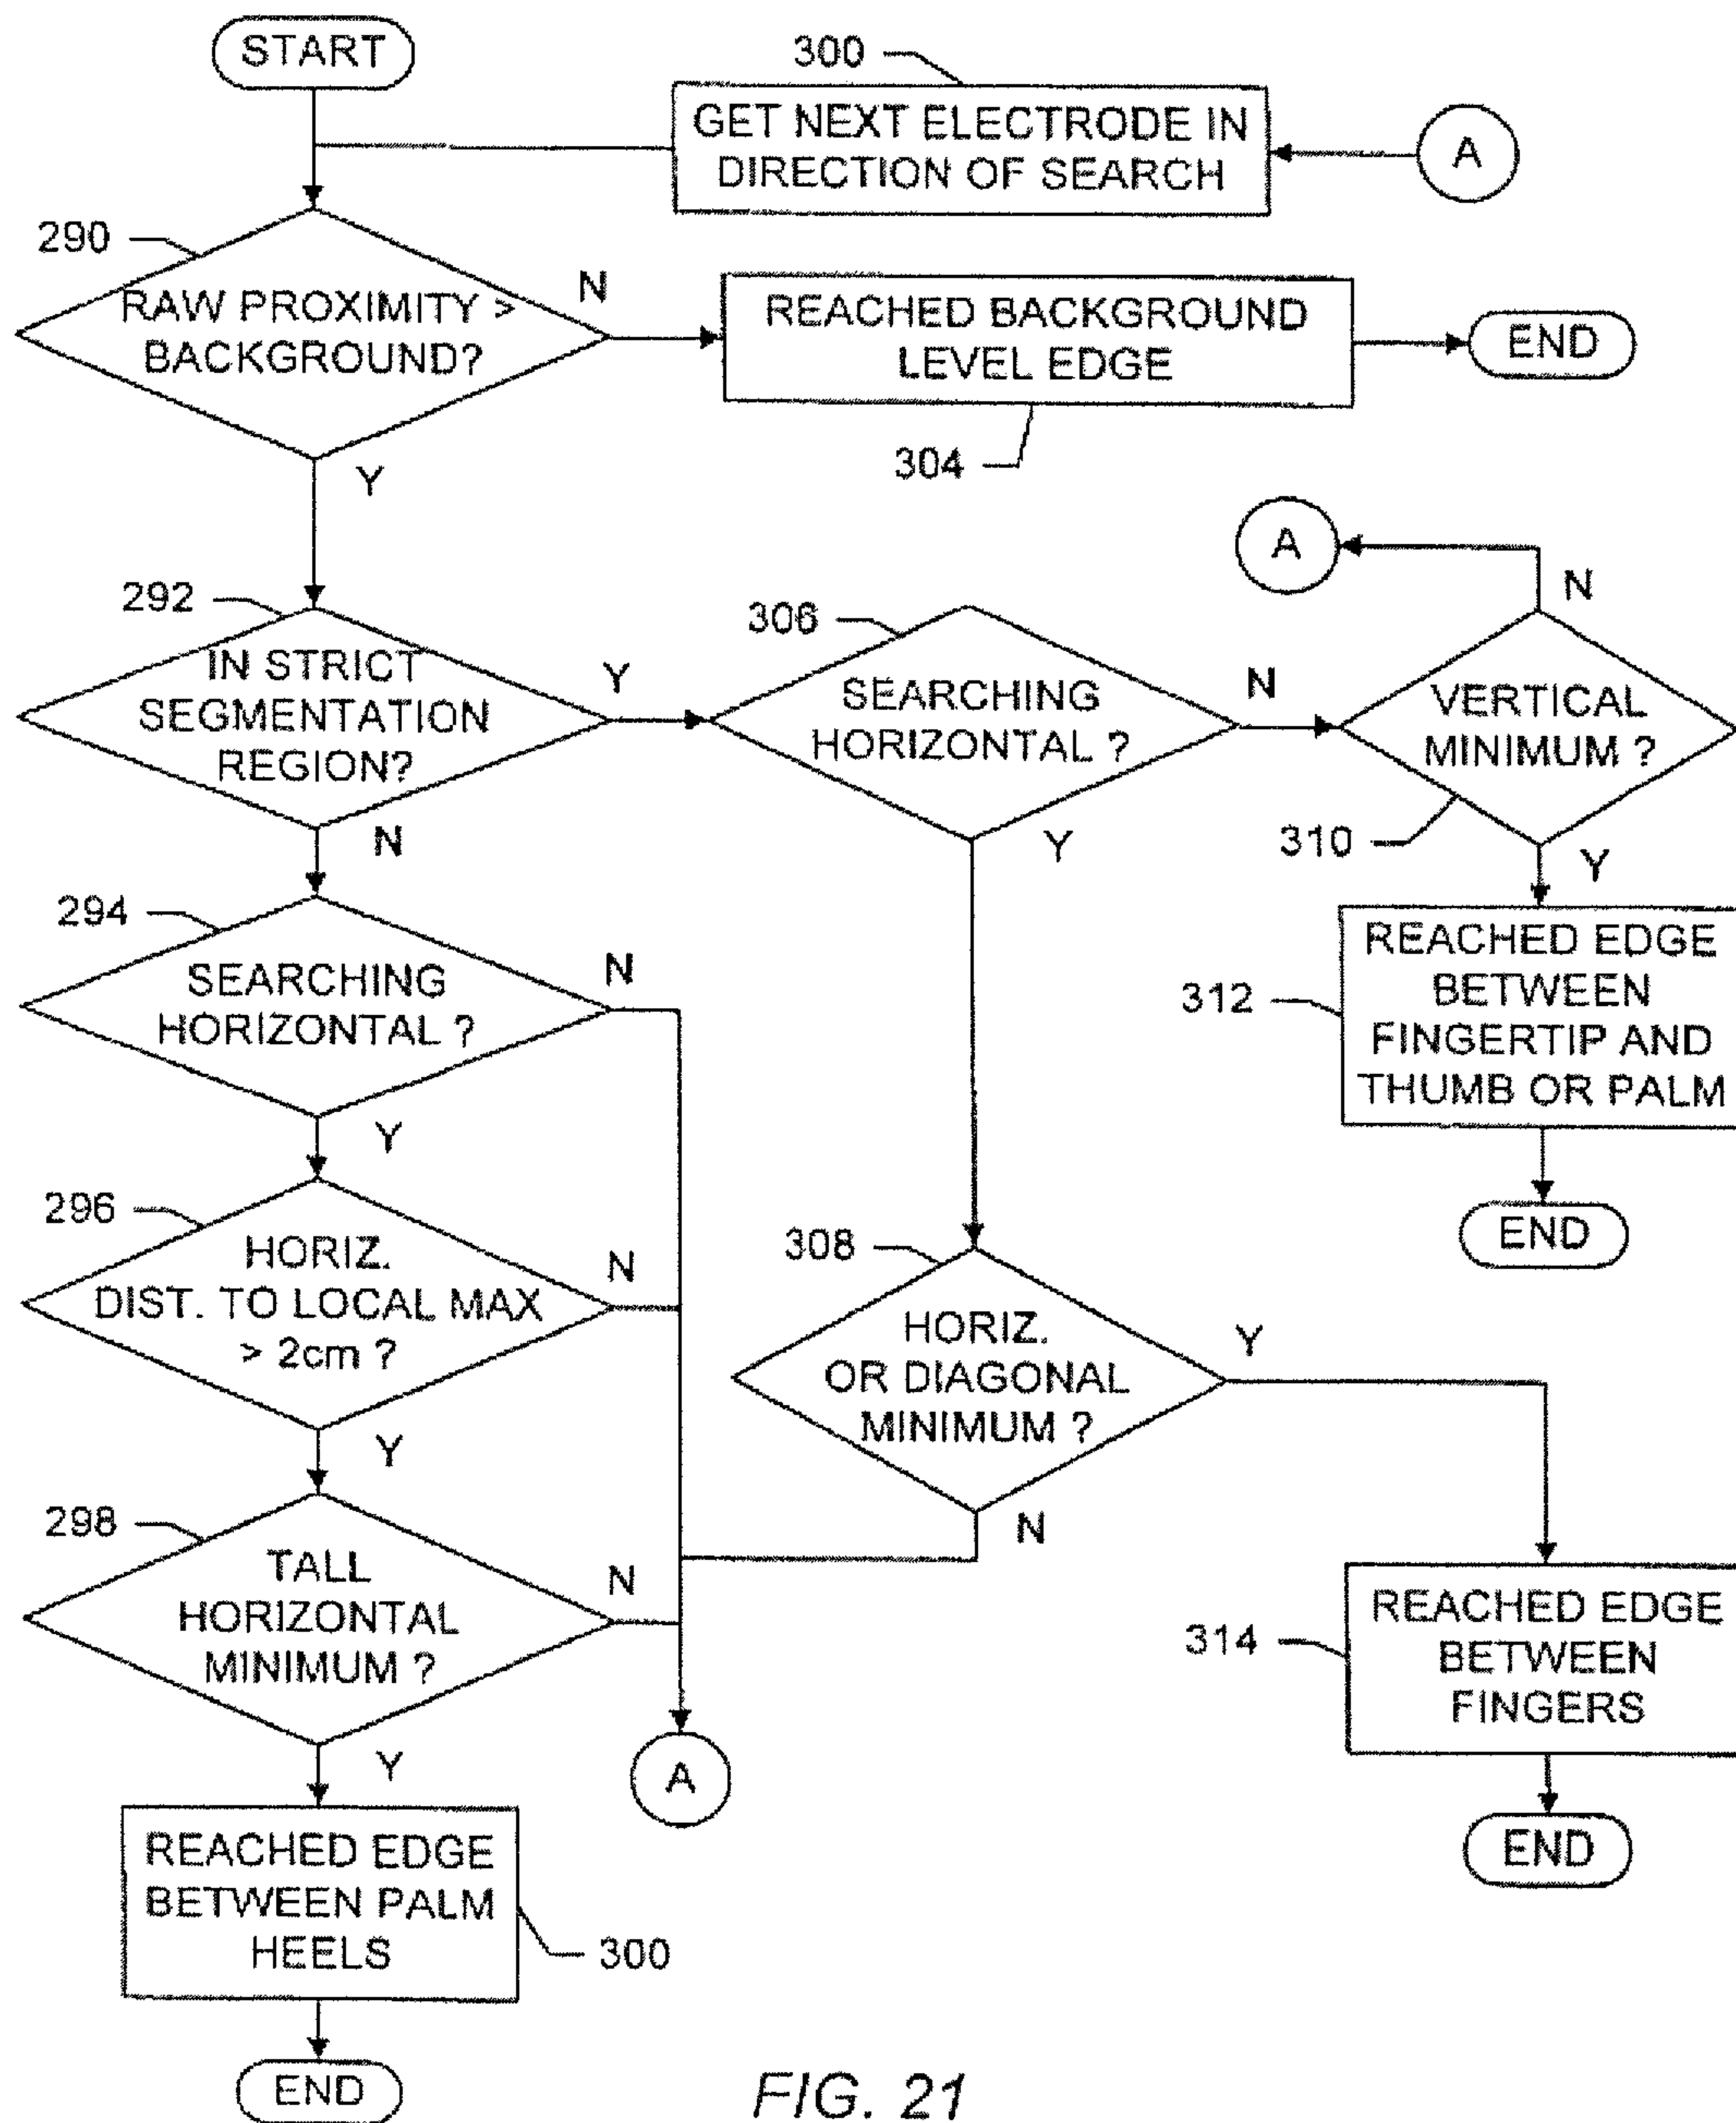 START
300
GET NEXT ELECTRODE IN
DIRECTION OF SEARCH
A
290
RAW PROXIMITY >
BACKGROUND?
N
Y
REACHED BACKGROUND
LEVEL EDGE
304
END
A
N
292
IN STRICT
SEGMENTATION
REGION?
Y
N
306
SEARCHING
HORIZONTAL ?
N
Y
VERTICAL
MINIMUM ?
310
Y
294
SEARCHING
HORIZONTAL ?
N
Y
312
REACHED EDGE
BETWEEN
FINGERTIP AND
THUMB OR PALM
END
296
HORIZ.
DIST. TO LOCAL MAX
> 2cm ?
N
Y
308
HORIZ.
OR DIAGONAL
MINIMUM ?
Y
N
298
TALL
HORIZONTAL
MINIMUM ?
N
Y
A
314
REACHED EDGE
BETWEEN
FINGERS
END
REACHED EDGE
BETWEEN PALM
HEELS
300
END
FIG. 21